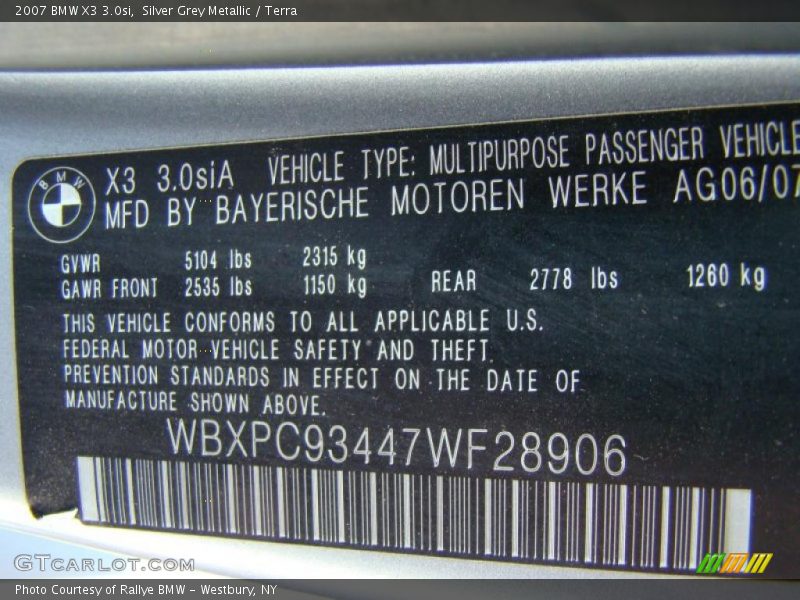 2007 BMW X3 3.0si, Silver Grey Metallic / Terra
BMW
X3 3.0siA VEHICLE TYPE: MULTIPURPOSE PASSENGER VEHICLE
MFD BY BAYERISCHE MOTOREN WERKE AG 06/07
GVWR 5104 lbs 2315 kg
GAWR FRONT 2535 lbs 1150 kg REAR 2778 lbs 1260 kg
THIS VEHICLE CONFORMS TO ALL APPLICABLE U.S.
FEDERAL MOTOR VEHICLE SAFETY AND THEFT
PREVENTION STANDARDS IN EFFECT ON THE DATE OF
MANUFACTURE SHOWN ABOVE.
WBXPC93447WF28906
GTcarlot.com
Photo Courtesy of Rallye BMW - Westbury, NY